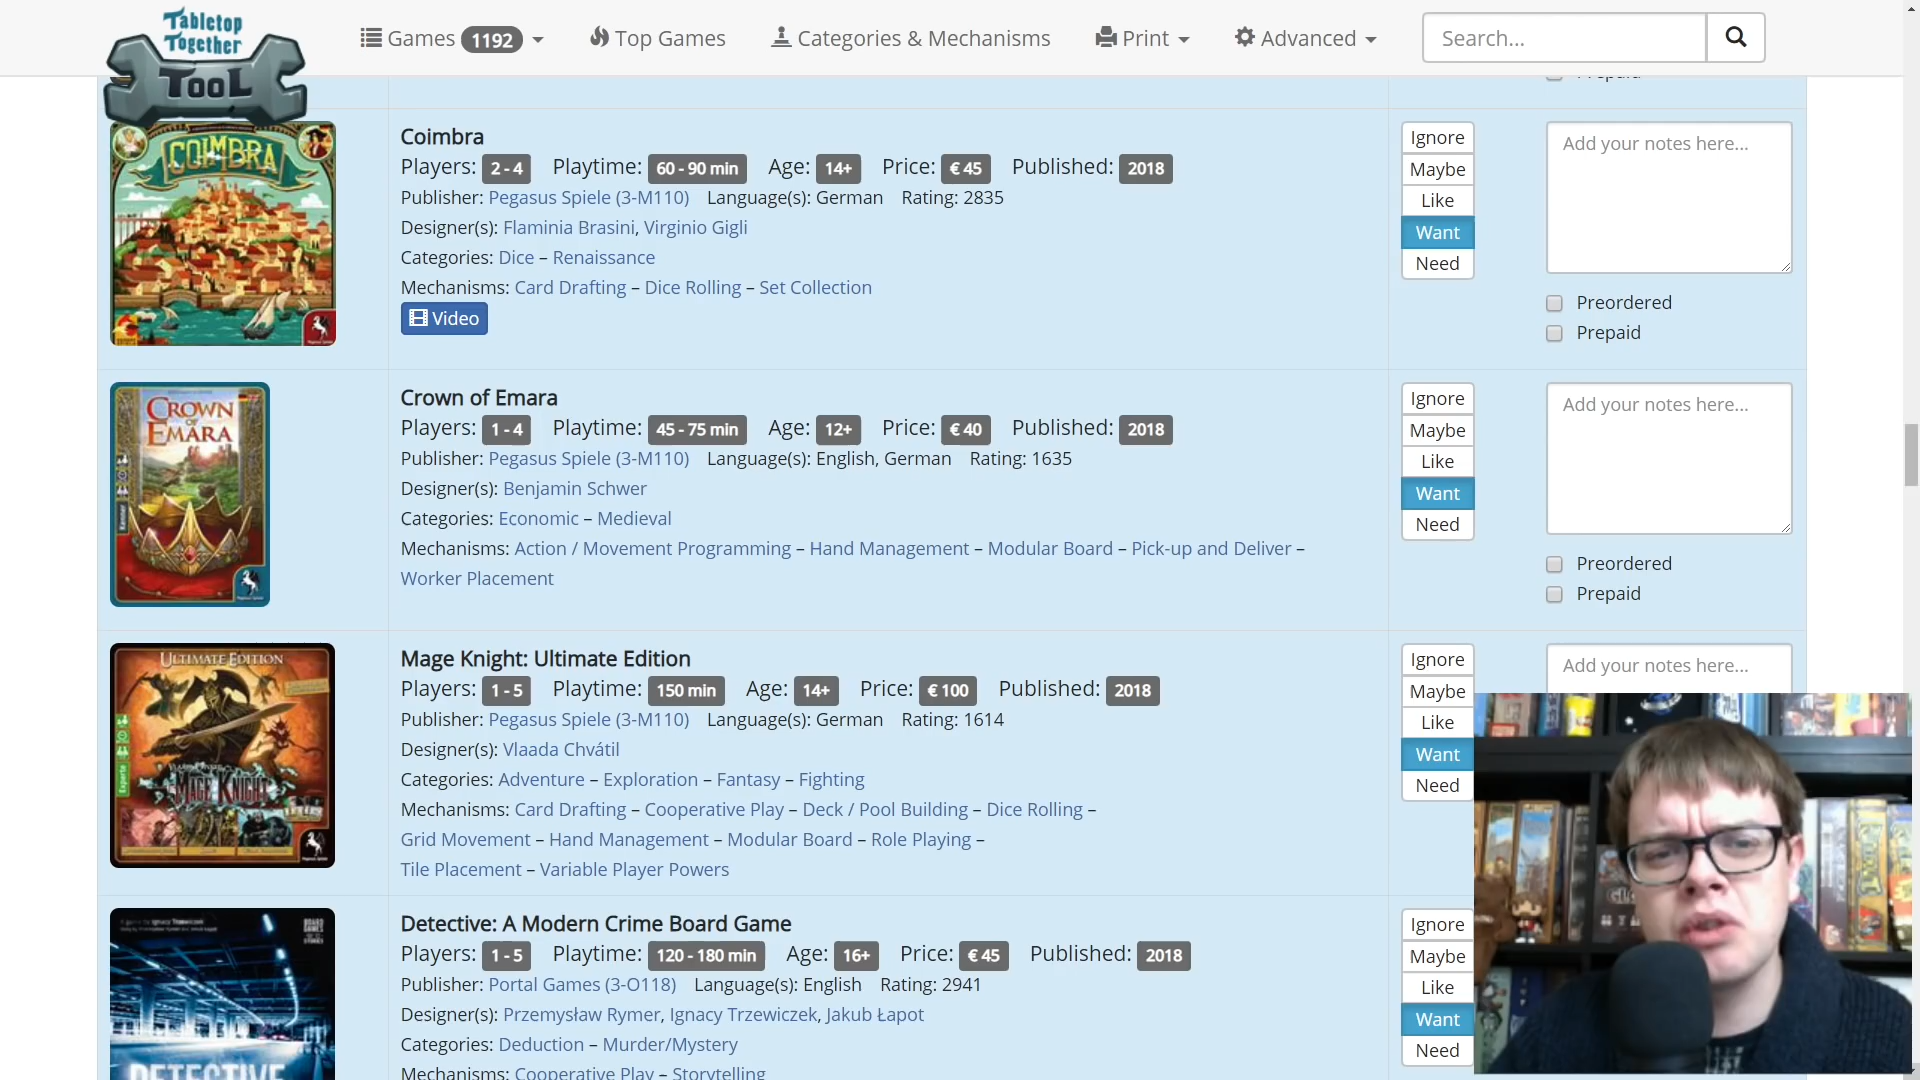 Tabletop
Together
TOOL
Games 1192
Top Games
Categories & Mechanisms
Print
Advanced
Search...
Prepaid
COIMBRA
Coimbra
Players: 2 - 4 Playtime: 60 - 90 min Age: 14+ Price: € 45 Published: 2018
Publisher: Pegasus Spiele (3-M110) Language(s): German Rating: 2835
Designer(s): Flaminia Brasini, Virginio Gigli
Categories: Dice – Renaissance
Mechanisms: Card Drafting – Dice Rolling – Set Collection
Video
Ignore
Maybe
Like
Want
Need
Add your notes here...
Preordered
Prepaid
CROWN
OF
EMARA
Kenner
Crown of Emara
Players: 1 - 4 Playtime: 45 - 75 min Age: 12+ Price: € 40 Published: 2018
Publisher: Pegasus Spiele (3-M110) Language(s): English, German Rating: 1635
Designer(s): Benjamin Schwer
Categories: Economic – Medieval
Mechanisms: Action / Movement Programming – Hand Management – Modular Board – Pick-up and Deliver –
Worker Placement
Ignore
Maybe
Like
Want
Need
Add your notes here...
Preordered
Prepaid
ULTIMATE EDITION
MAGE KNIGHT
Experte
Mage Knight: Ultimate Edition
Players: 1 - 5 Playtime: 150 min Age: 14+ Price: € 100 Published: 2018
Publisher: Pegasus Spiele (3-M110) Language(s): German Rating: 1614
Designer(s): Vlaada Chvátil
Categories: Adventure – Exploration – Fantasy – Fighting
Mechanisms: Card Drafting – Cooperative Play – Deck / Pool Building – Dice Rolling –
Grid Movement – Hand Management – Modular Board – Role Playing –
Tile Placement – Variable Player Powers
Ignore
Maybe
Like
Want
Need
Add your notes here...
DETECTIVE
Detective: A Modern Crime Board Game
Players: 1 - 5 Playtime: 120 - 180 min Age: 16+ Price: € 45 Published: 2018
Publisher: Portal Games (3-O118) Language(s): English Rating: 2941
Designer(s): Przemysław Rymer, Ignacy Trzewiczek, Jakub Łapot
Categories: Deduction – Murder/Mystery
Mechanisms: Cooperative Play – Storytelling
Ignore
Maybe
Like
Want
Need